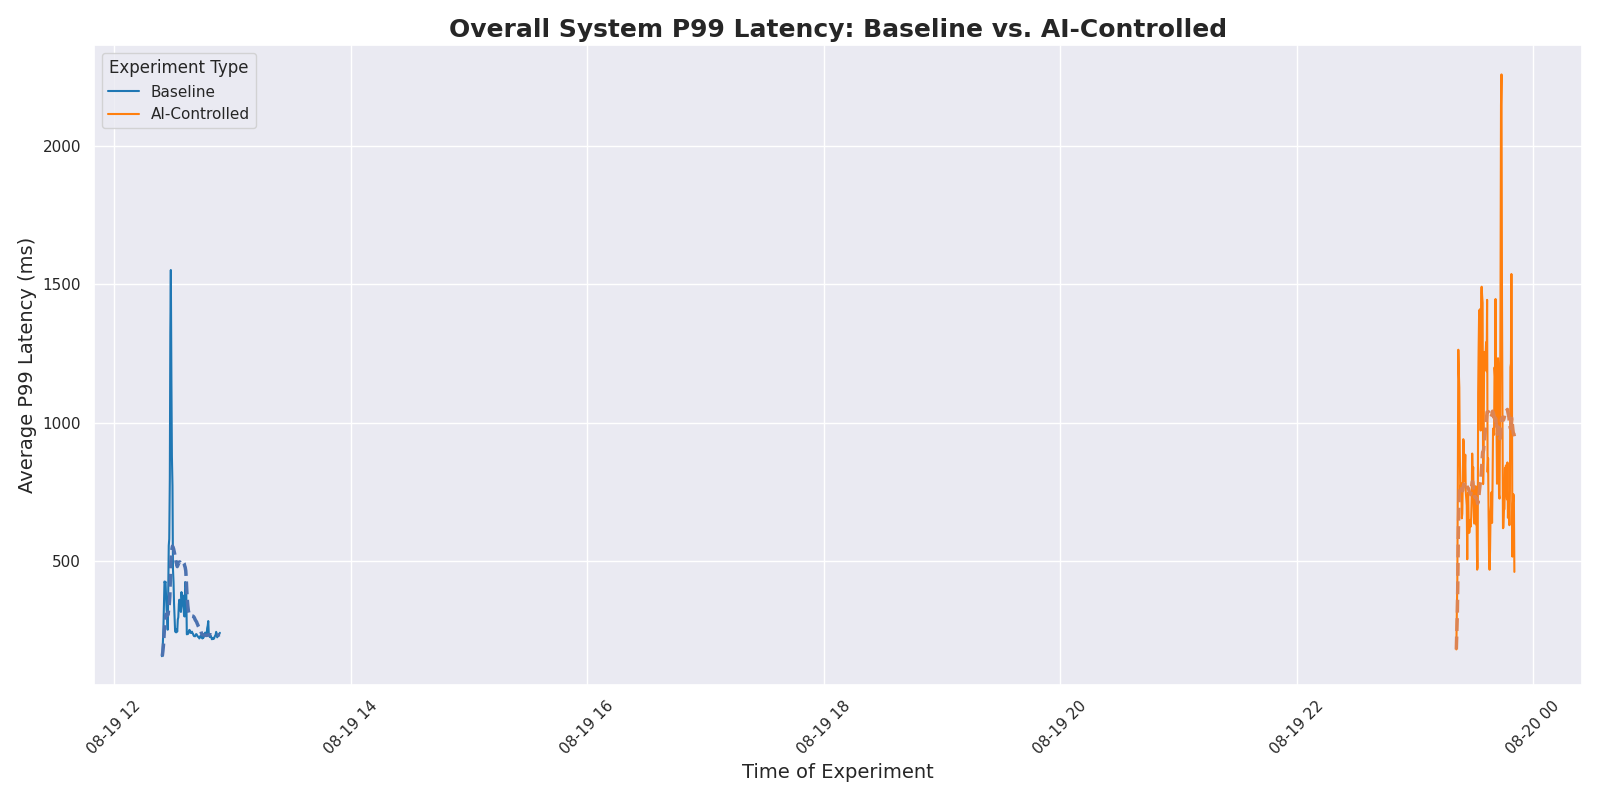 Overall System P99 Latency: Baseline vs. AI-Controlled
Experiment Type
Baseline
AI-Controlled
Average P99 Latency (ms)
2000
1500
1000
500
08-19 12
08-19 14
08-19 16
08-19 18
08-19 20
08-19 22
08-20 00
Time of Experiment